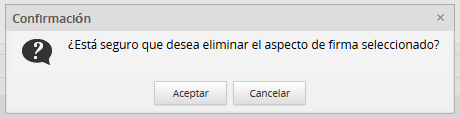 Confirmación
¿Está seguro que desea eliminar el aspecto de firma seleccionado?
Aceptar
Cancelar